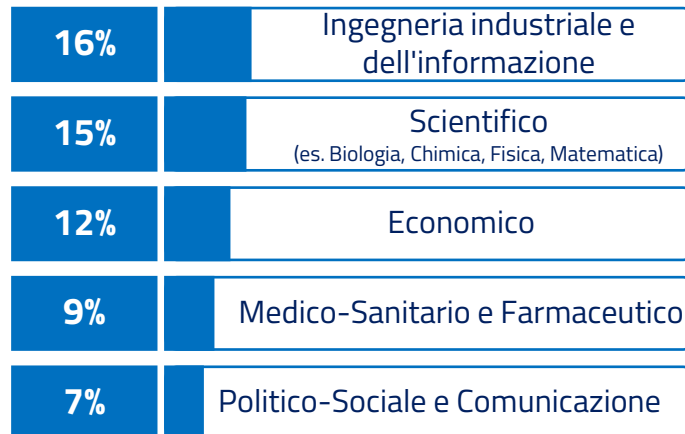 16%
Ingegneria industriale e
dell'informazione
15%
Scientifico
(es. Biologia, Chimica, Fisica, Matematica)
12%
Economico
9%
Medico-Sanitario e Farmaceutico
7%
Politico-Sociale e Comunicazione